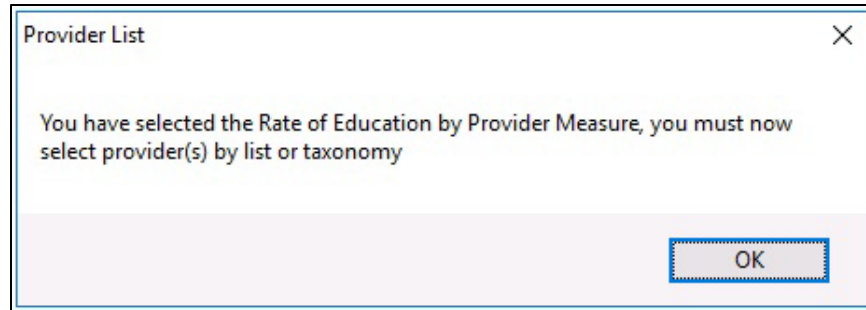 Provider List
You have selected the Rate of Education by Provider Measure, you must now
select provider(s) by list or taxonomy
OK